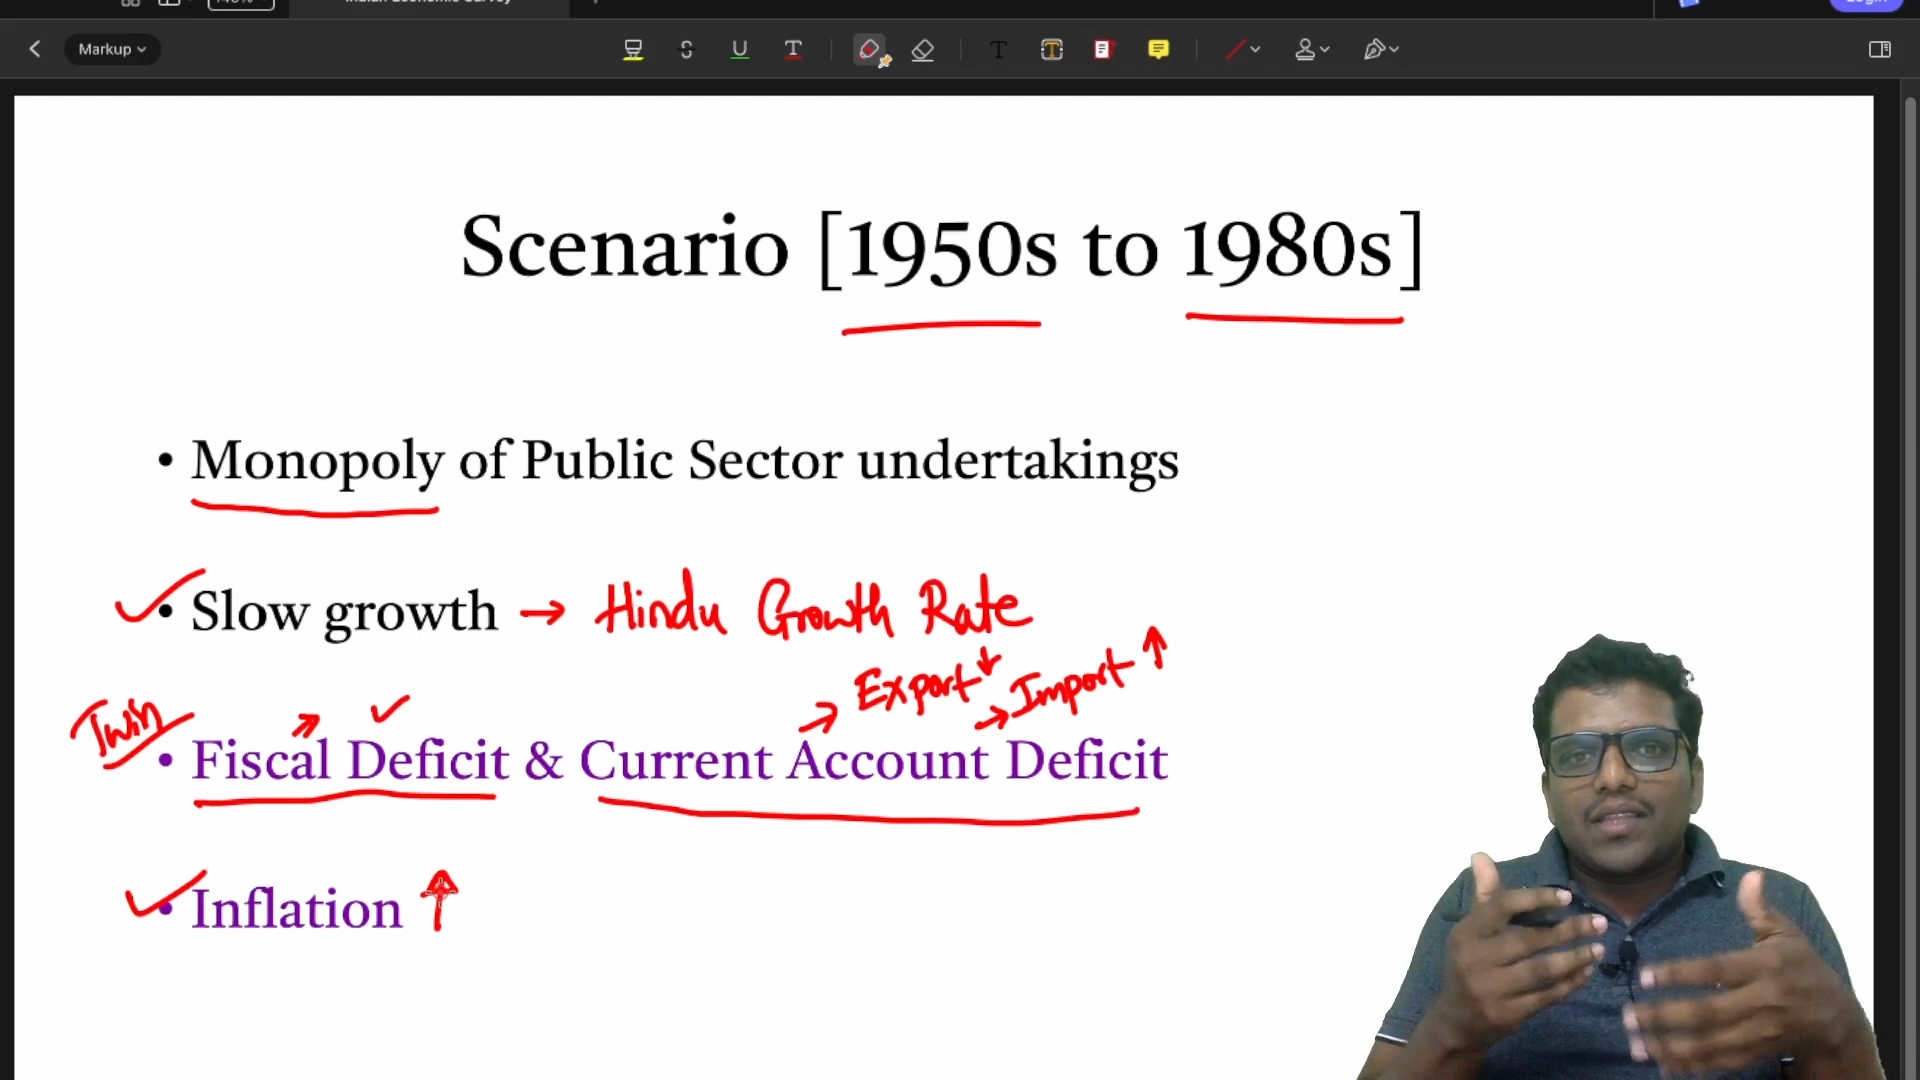 Markup
Scenario [1950s to 1980s]
• Monopoly of Public Sector undertakings
• Slow growth → Hindu Growth Rate
Export ↓ → Import ↑
Twin
• Fiscal Deficit & Current Account Deficit
• Inflation ↑